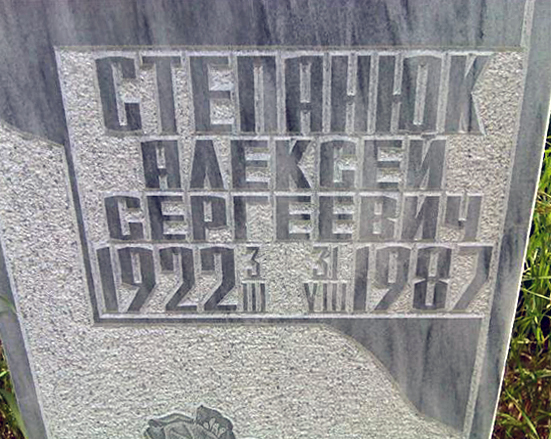 СТЕПАНЮК
АЛЕКСЕЙ
СЕРГЕЕВИЧ
1922 3/III 31/VIII 1987